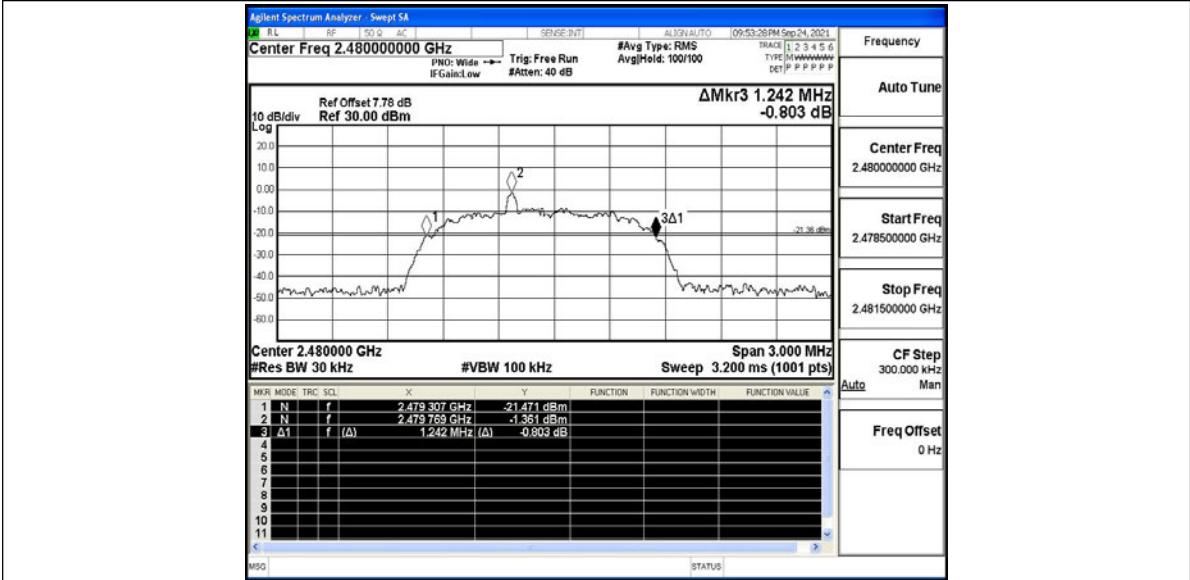 Agilent Spectrum Analyzer - Swept SA
RL RF 50 Ω AC SENSE:INT ALIGN AUTO 09:53:28 PM Sep 24, 2021
Center Freq 2.480000000 GHz
PNO: Wide Trig: Free Run
IFGain:Low #Atten: 40 dB
#Avg Type: RMS
Avg|Hold: 100/100
TRACE 1 2 3 4 5 6
TYPE M WWWWW
DET P P P P P P
Ref Offset 7.78 dB
10 dB/div Ref 30.00 dBm
Log
ΔMkr3 1.242 MHz
-0.803 dB
20.0
10.0
0.00
-10.0
-20.0
-30.0
-40.0
-50.0
-60.0
1
2
3Δ1
-21.36 dBm
Center 2.480000 GHz Span 3.000 MHz
#Res BW 30 kHz #VBW 100 kHz Sweep 3.200 ms (1001 pts)
MKR MODE TRC SCL X Y FUNCTION FUNCTION WIDTH FUNCTION VALUE
1 N f 2.479 307 GHz -21.471 dBm
2 N f 2.479 769 GHz -1.361 dBm
3 Δ1 f (Δ) 1.242 MHz (Δ) -0.803 dB
4
5
6
7
8
9
10
11
MSG STATUS
Frequency
Auto Tune
Center Freq
2.480000000 GHz
Start Freq
2.478500000 GHz
Stop Freq
2.481500000 GHz
CF Step
300.000 kHz
Auto Man
Freq Offset
0 Hz